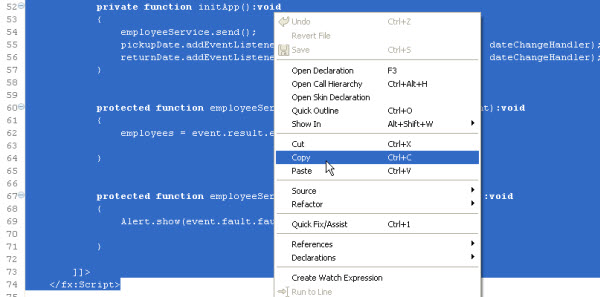 52 private function initApp():void
53 {
54 employeeService.send();
55 pickupDate.addEventListene dateChangeHandler);
56 returnDate.addEventListene dateChangeHandler);
57 }
58
59
60 protected function employeeSer nt):void
61 {
62 employees = event.result.e
63
64 }
65
66
67 protected function employeeSer :void
68 {
69 Alert.show(event.fault.fau
70
71 }
72
73 ]]>
74 </fx:Script>
75
Undo Ctrl+Z
Revert File
Save Ctrl+S
Open Declaration F3
Open Call Hierarchy Ctrl+Alt+H
Open Skin Declaration
Quick Outline Ctrl+O
Show In Alt+Shift+W
Cut Ctrl+X
Copy Ctrl+C
Paste Ctrl+V
Source
Refactor
Quick Fix/Assist Ctrl+1
References
Declarations
Create Watch Expression
Run to Line